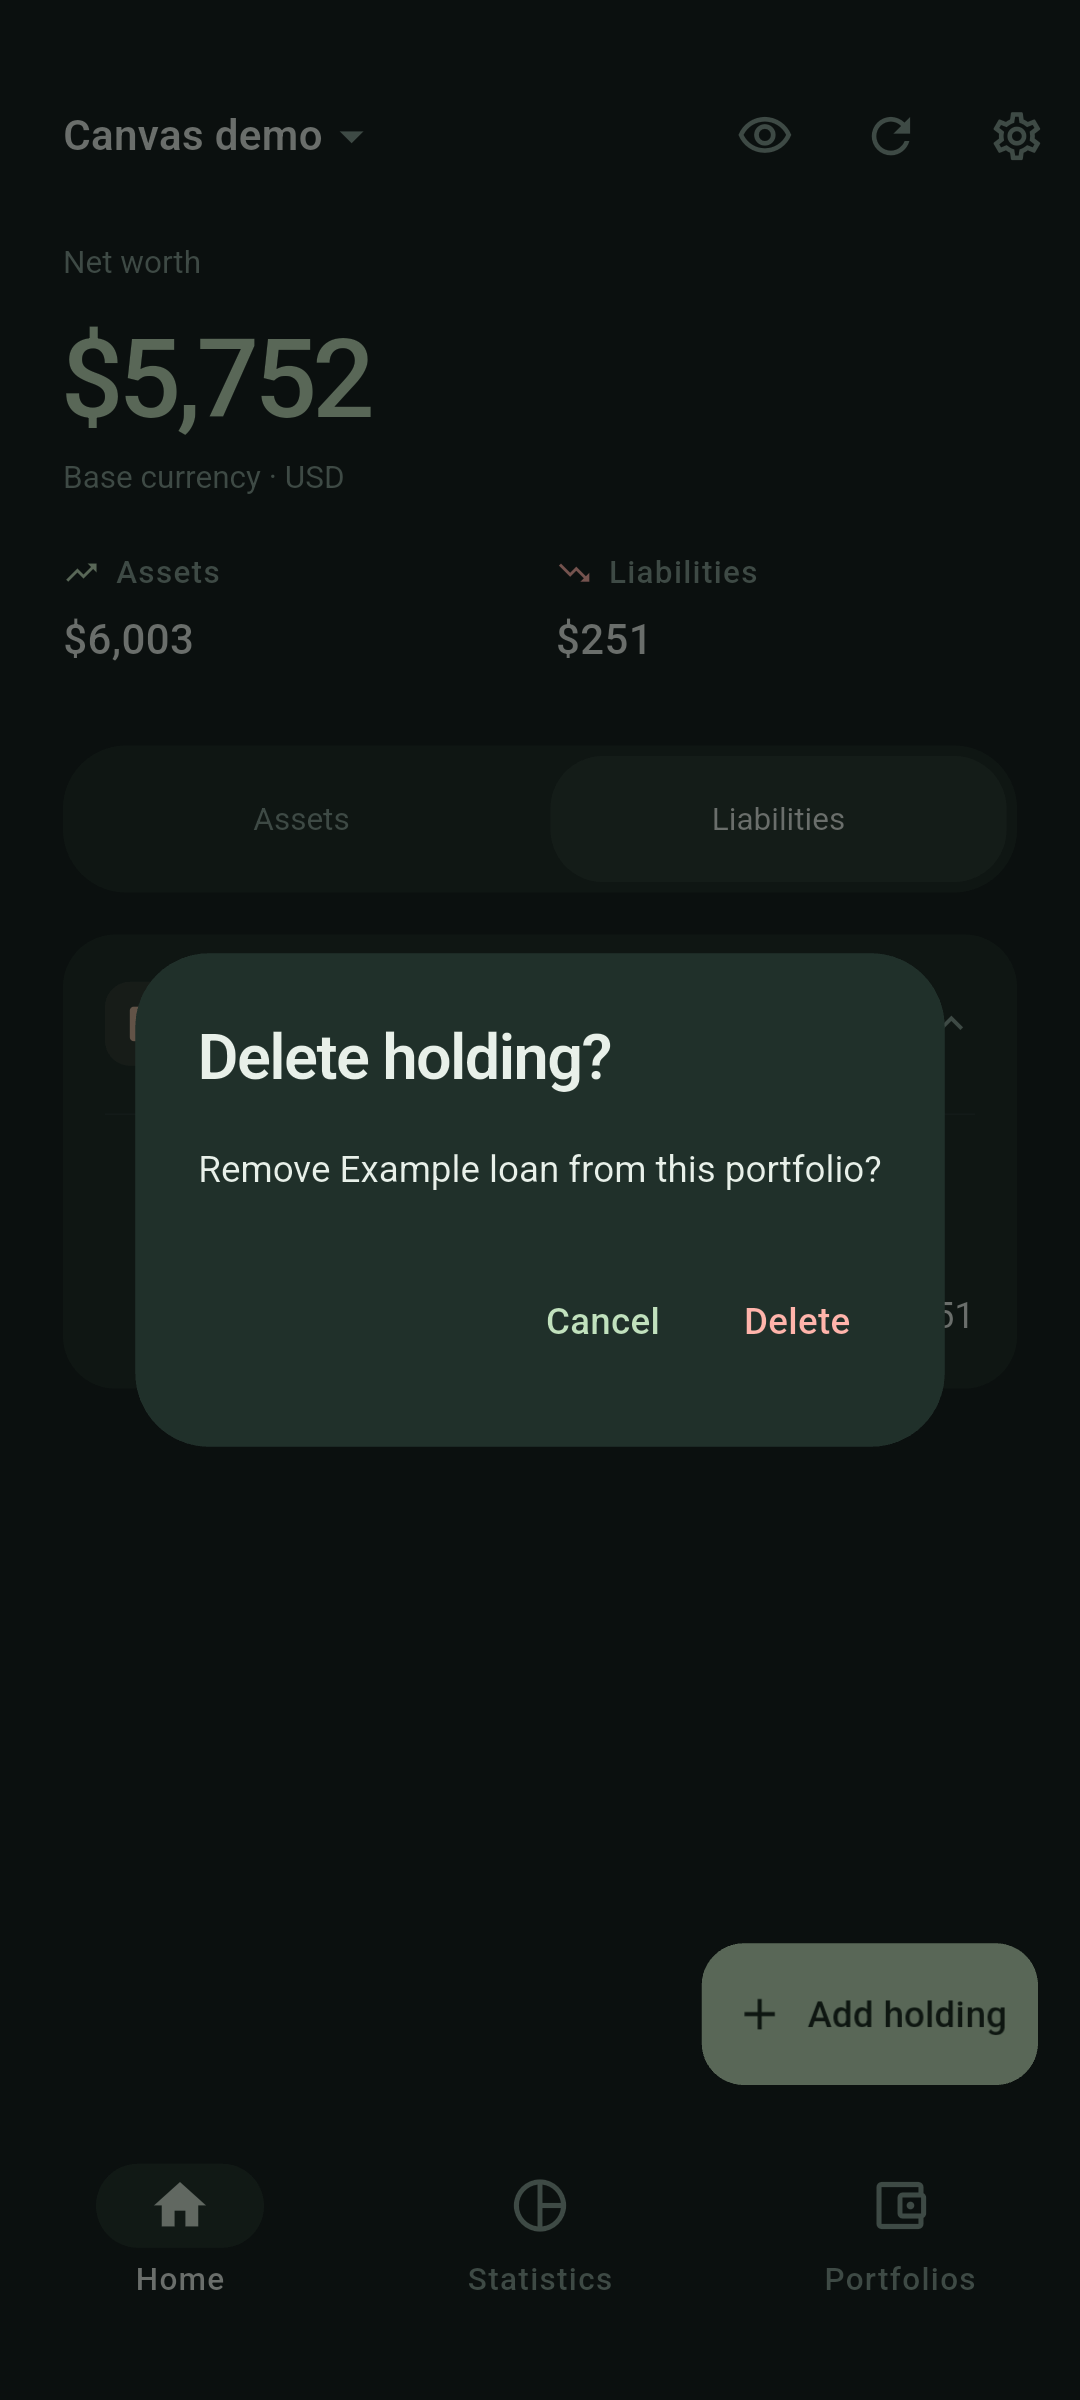 Canvas demo
Net worth
$5,752
Base currency · USD
Assets
Liabilities
$6,003
$251
Assets
Liabilities
Delete holding?
Remove Example loan from this portfolio?
Cancel
Delete
Add holding
Home
Statistics
Portfolios